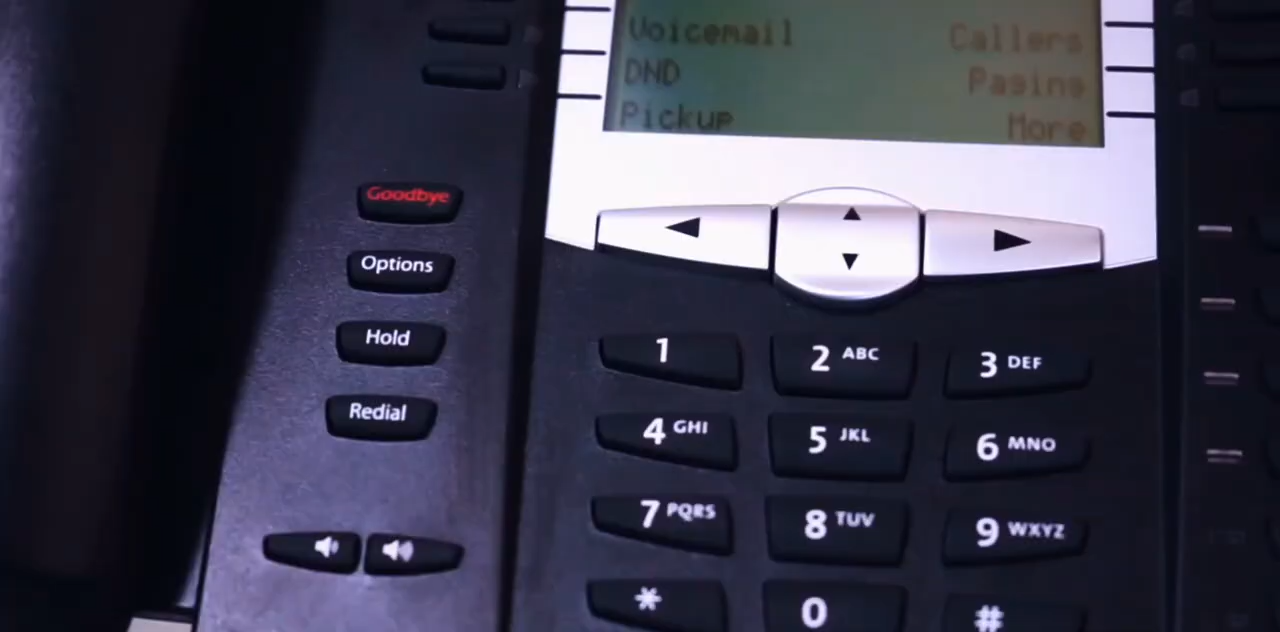 Voicemail Callers
DND Paging
Pickup More
Goodbye
Options
Hold
Redial
1 2 ABC 3 DEF
4 GHI 5 JKL 6 MNO
7 PQRS 8 TUV 9 WXYZ
* 0 #